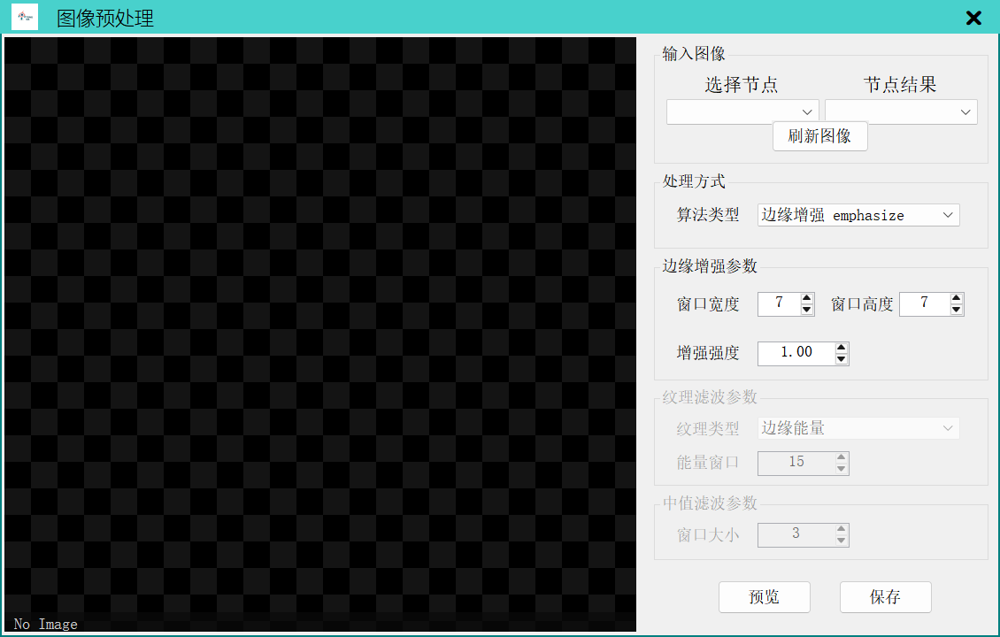 图像预处理
输入图像
选择节点 节点结果
刷新图像
处理方式
算法类型 边缘增强 emphasize
边缘增强参数
窗口宽度 7 窗口高度 7
增强强度 1.00
纹理滤波参数
纹理类型 边缘能量
能量窗口 15
中值滤波参数
窗口大小 3
预览 保存
No Image